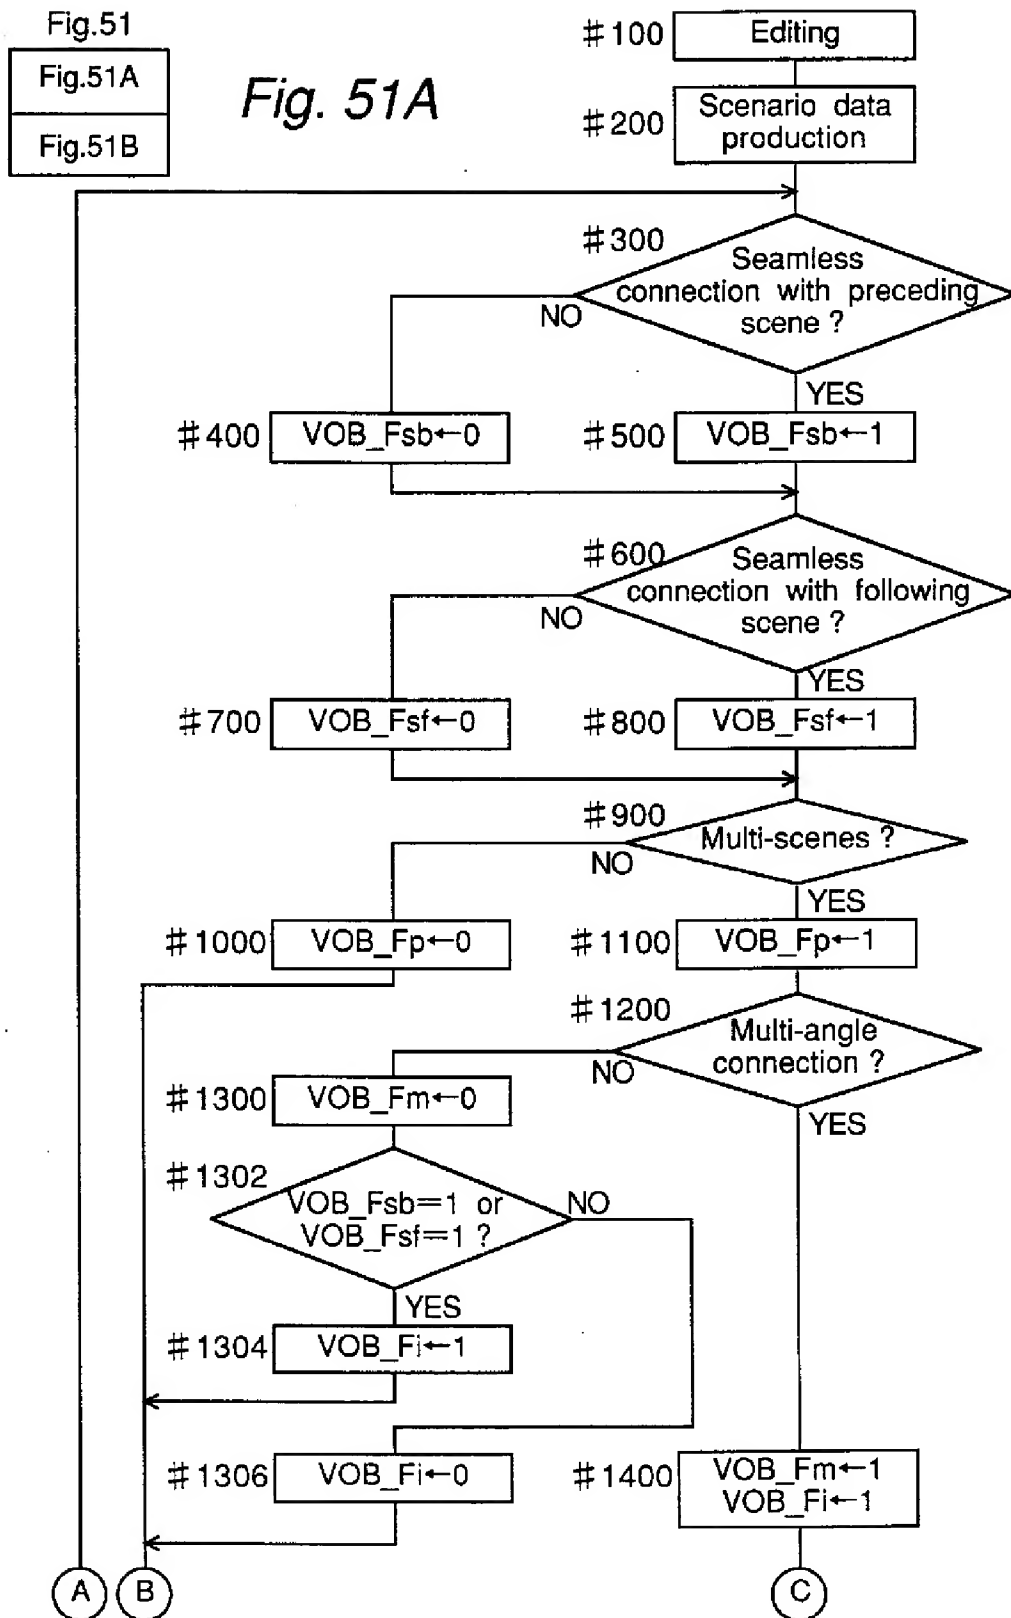 Fig.51
Fig.51A
Fig.51B
Fig. 51A
#100
Editing
#200
Scenario data
production
#300
Seamless
connection with preceding
scene ?
NO
YES
#400
VOB_Fsb←0
#500
VOB_Fsb←1
#600
Seamless
connection with following
scene ?
NO
YES
#700
VOB_Fsf←0
#800
VOB_Fsf←1
#900
Multi-scenes ?
NO
YES
#1000
VOB_Fp←0
#1100
VOB_Fp←1
#1200
Multi-angle
connection ?
NO
YES
#1300
VOB_Fm←0
#1302
VOB_Fsb=1 or
VOB_Fsf=1 ?
NO
YES
#1304
VOB_Fi←1
#1306
VOB_Fi←0
#1400
VOB_Fm←1
VOB_Fi←1
A
B
C